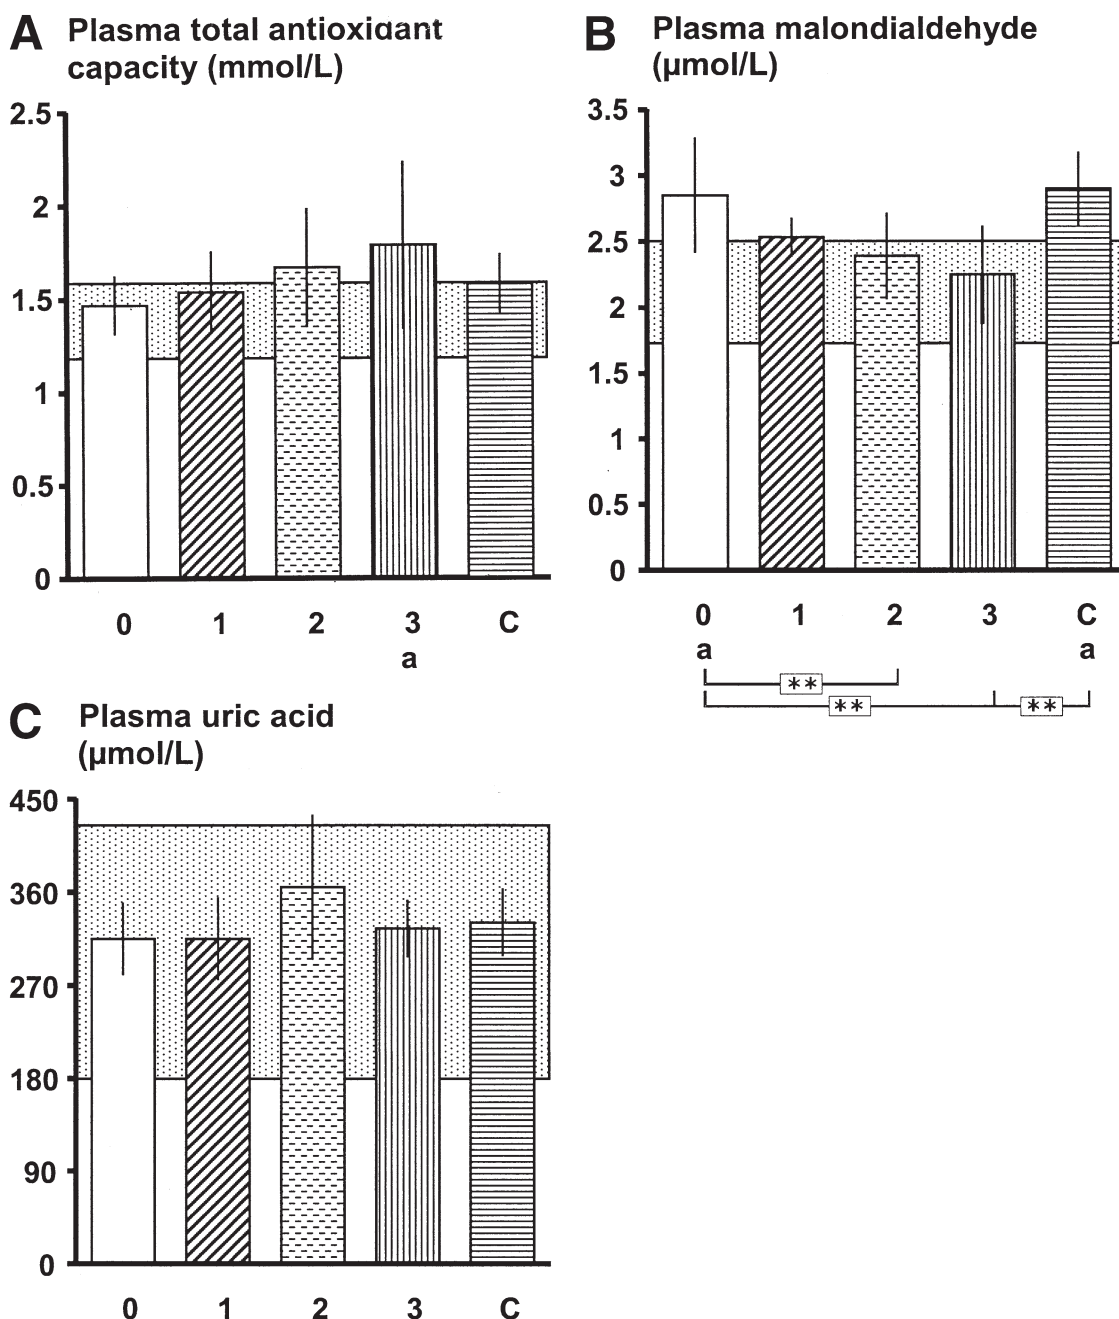 A Plasma total antioxidant
capacity (mmol/L)
2.5
2
1.5
1
0.5
0
0 1 2 3 C
a
B Plasma malondialdehyde
(µmol/L)
3.5
3
2.5
2
1.5
1
0.5
0
0 1 2 3 C
a a
**
** **
C Plasma uric acid
(µmol/L)
450
360
270
180
90
0
0 1 2 3 C